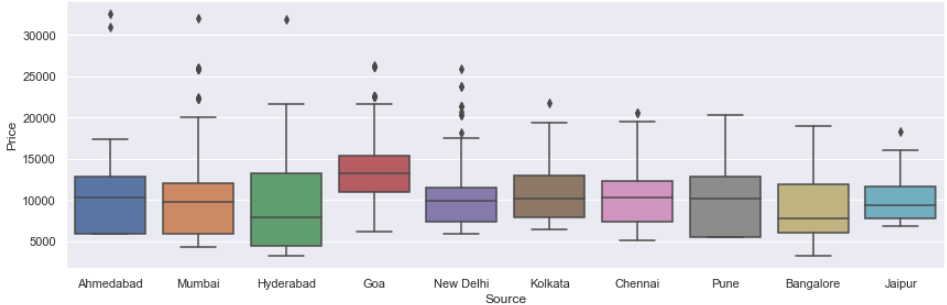 30000
25000
20000
15000
10000
5000
Price
Ahmedabad Mumbai Hyderabad Goa New Delhi Kolkata Chennai Pune Bangalore Jaipur
Source